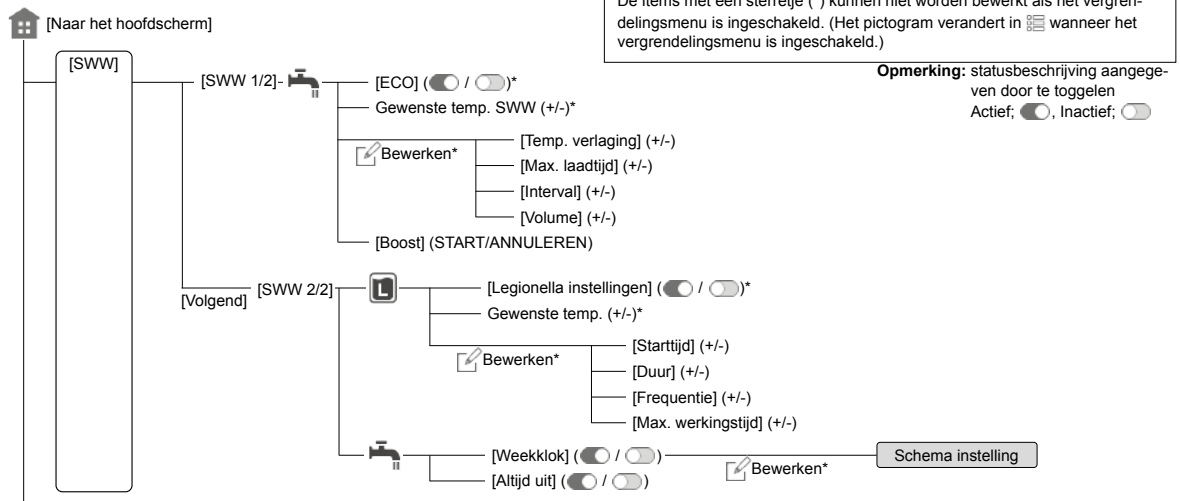 De items met een sterretje (*) kunnen niet worden bewerkt als het vergren-
delingsmenu is ingeschakeld. (Het pictogram verandert in wanneer het
vergrendelingsmenu is ingeschakeld.)
[Naar het hoofdscherm]
Opmerking: statusbeschrijving aangege-
ven door te toggelen
Actief; , Inactief;
[SWW]
[SWW 1/2]
[ECO] ( / )*
Gewenste temp. SWW (+/-)*
Bewerken*
[Temp. verlaging] (+/-)
[Max. laadtijd] (+/-)
[Interval] (+/-)
[Volume] (+/-)
[Boost] (START/ANNULEREN)
[Volgend]
[SWW 2/2]
L
[Legionella instellingen] ( / )*
Gewenste temp. (+/-)*
Bewerken*
[Starttijd] (+/-)
[Duur] (+/-)
[Frequentie] (+/-)
[Max. werkingstijd] (+/-)
[Weekklok] ( / )
Bewerken*
Schema instelling
[Altijd uit] ( / )